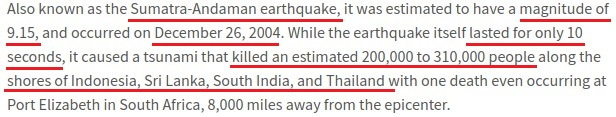 Also known as the Sumatra-Andaman earthquake, it was estimated to have a magnitude of
9.15, and occurred on December 26, 2004. While the earthquake itself lasted for only 10
seconds, it caused a tsunami that killed an estimated 200,000 to 310,000 people along the
shores of Indonesia, Sri Lanka, South India, and Thailand with one death even occurring at
Port Elizabeth in South Africa, 8,000 miles away from the epicenter.